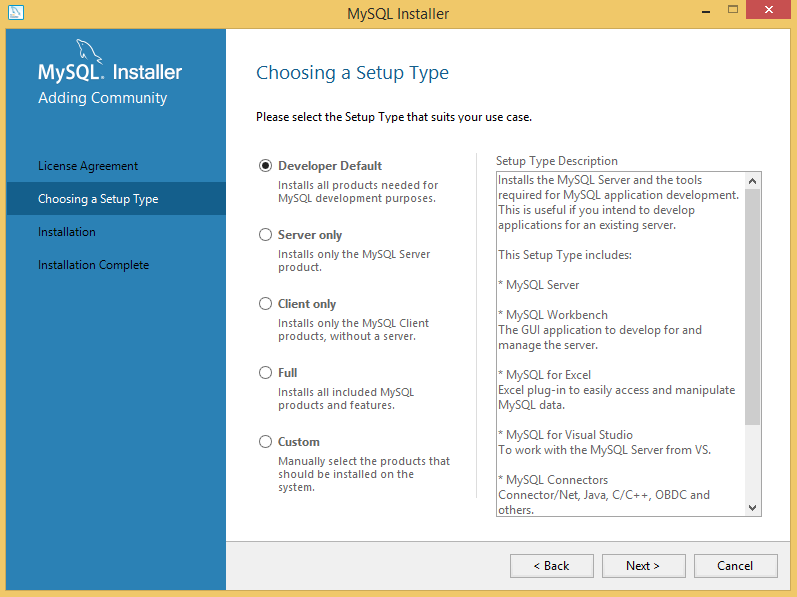 MySQL Installer
MySQL. Installer
Adding Community
License Agreement
Choosing a Setup Type
Installation
Installation Complete
Choosing a Setup Type
Please select the Setup Type that suits your use case.
Developer Default
Installs all products needed for
MySQL development purposes.
Server only
Installs only the MySQL Server
product.
Client only
Installs only the MySQL Client
products, without a server.
Full
Installs all included MySQL
products and features.
Custom
Manually select the products that
should be installed on the
system.
Setup Type Description
Installs the MySQL Server and the tools
required for MySQL application development.
This is useful if you intend to develop
applications for an existing server.
This Setup Type includes:
* MySQL Server
* MySQL Workbench
The GUI application to develop for and
manage the server.
* MySQL for Excel
Excel plug-in to easily access and manipulate
MySQL data.
* MySQL for Visual Studio
To work with the MySQL Server from VS.
* MySQL Connectors
Connector/Net, Java, C/C++, OBDC and
others.
< Back
Next >
Cancel